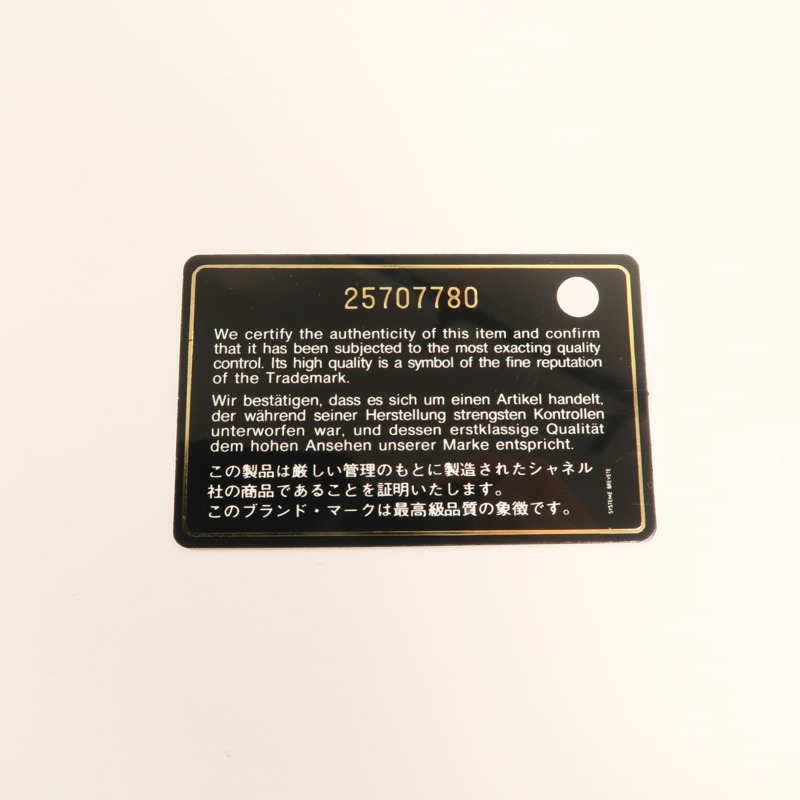 25707780
We certify the authenticity of this item and confirm
that it has been subjected to the most exacting quality
control. Its high quality is a symbol of the fine reputation
of the Trademark.
Wir bestätigen, dass es sich um einen Artikel handelt,
der während seiner Herstellung strengsten Kontrollen
unterworfen war, und dessen erstklassige Qualität
dem hohen Ansehen unserer Marke entspricht.
この製品は厳しい管理のもとに製造されたシャネル
社の商品であることを証明いたします。
このブランド・マークは最高級品質の象徴です。
SYSTEME BREVETE